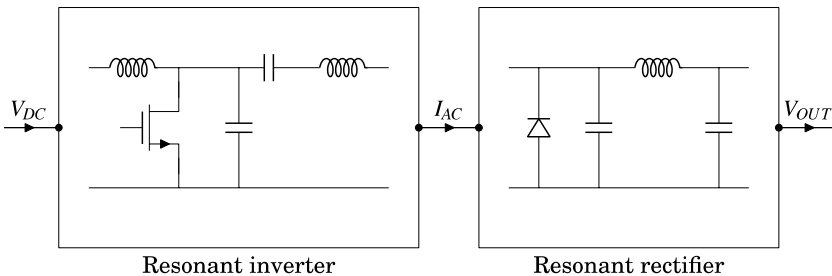 V_DC
I_AC
V_OUT
Resonant inverter
Resonant rectifier